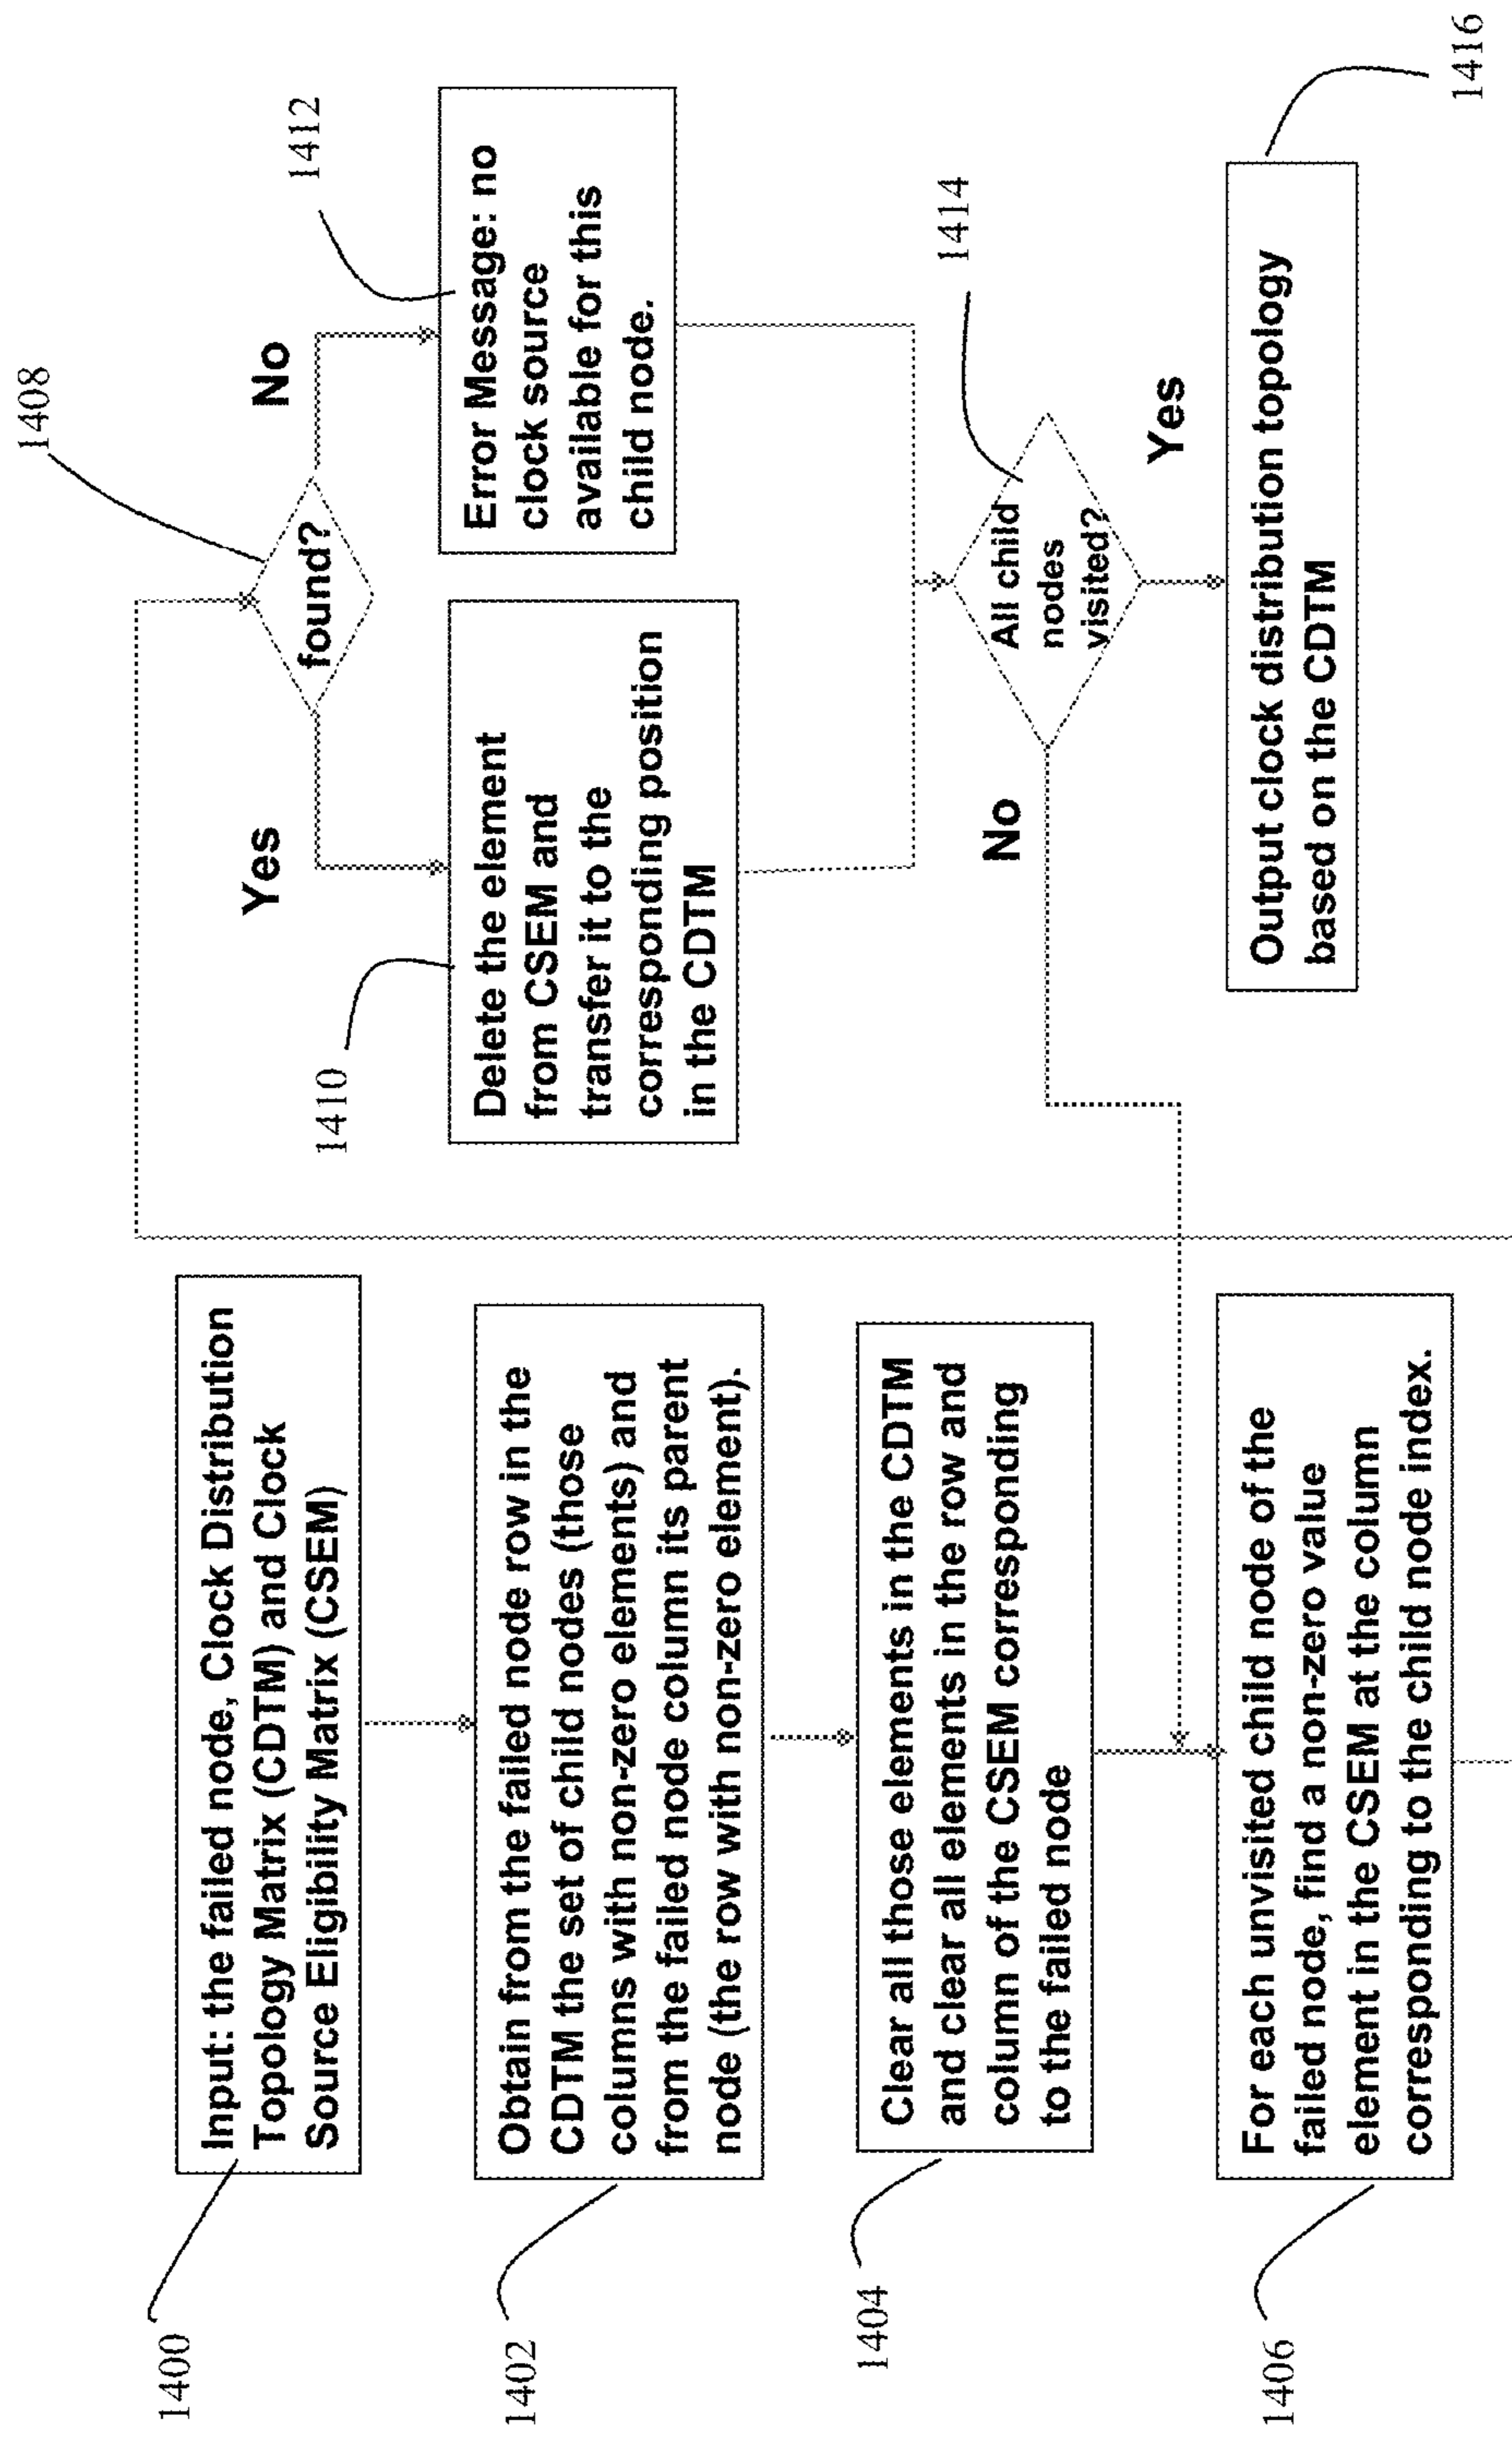 1400
Input: the failed node, Clock Distribution
Topology Matrix (CDTM) and Clock
Source Eligibility Matrix (CSEM)
1402
Obtain from the failed node row in the
CDTM the set of child nodes (those
columns with non-zero elements) and
from the failed node column its parent
node (the row with non-zero element).
1404
Clear all those elements in the CDTM
and clear all elements in the row and
column of the CSEM corresponding
to the failed node
1406
For each unvisited child node of the
failed node, find a non-zero value
element in the CSEM at the column
corresponding to the child node index.
1408
found?
Yes
No
1410
Delete the element
from CSEM and
transfer it to the
corresponding position
in the CDTM
1412
Error Message: no
clock source
available for this
child node.
1414
All child
nodes
visited?
No
Yes
Output clock distribution topology
based on the CDTM
1416